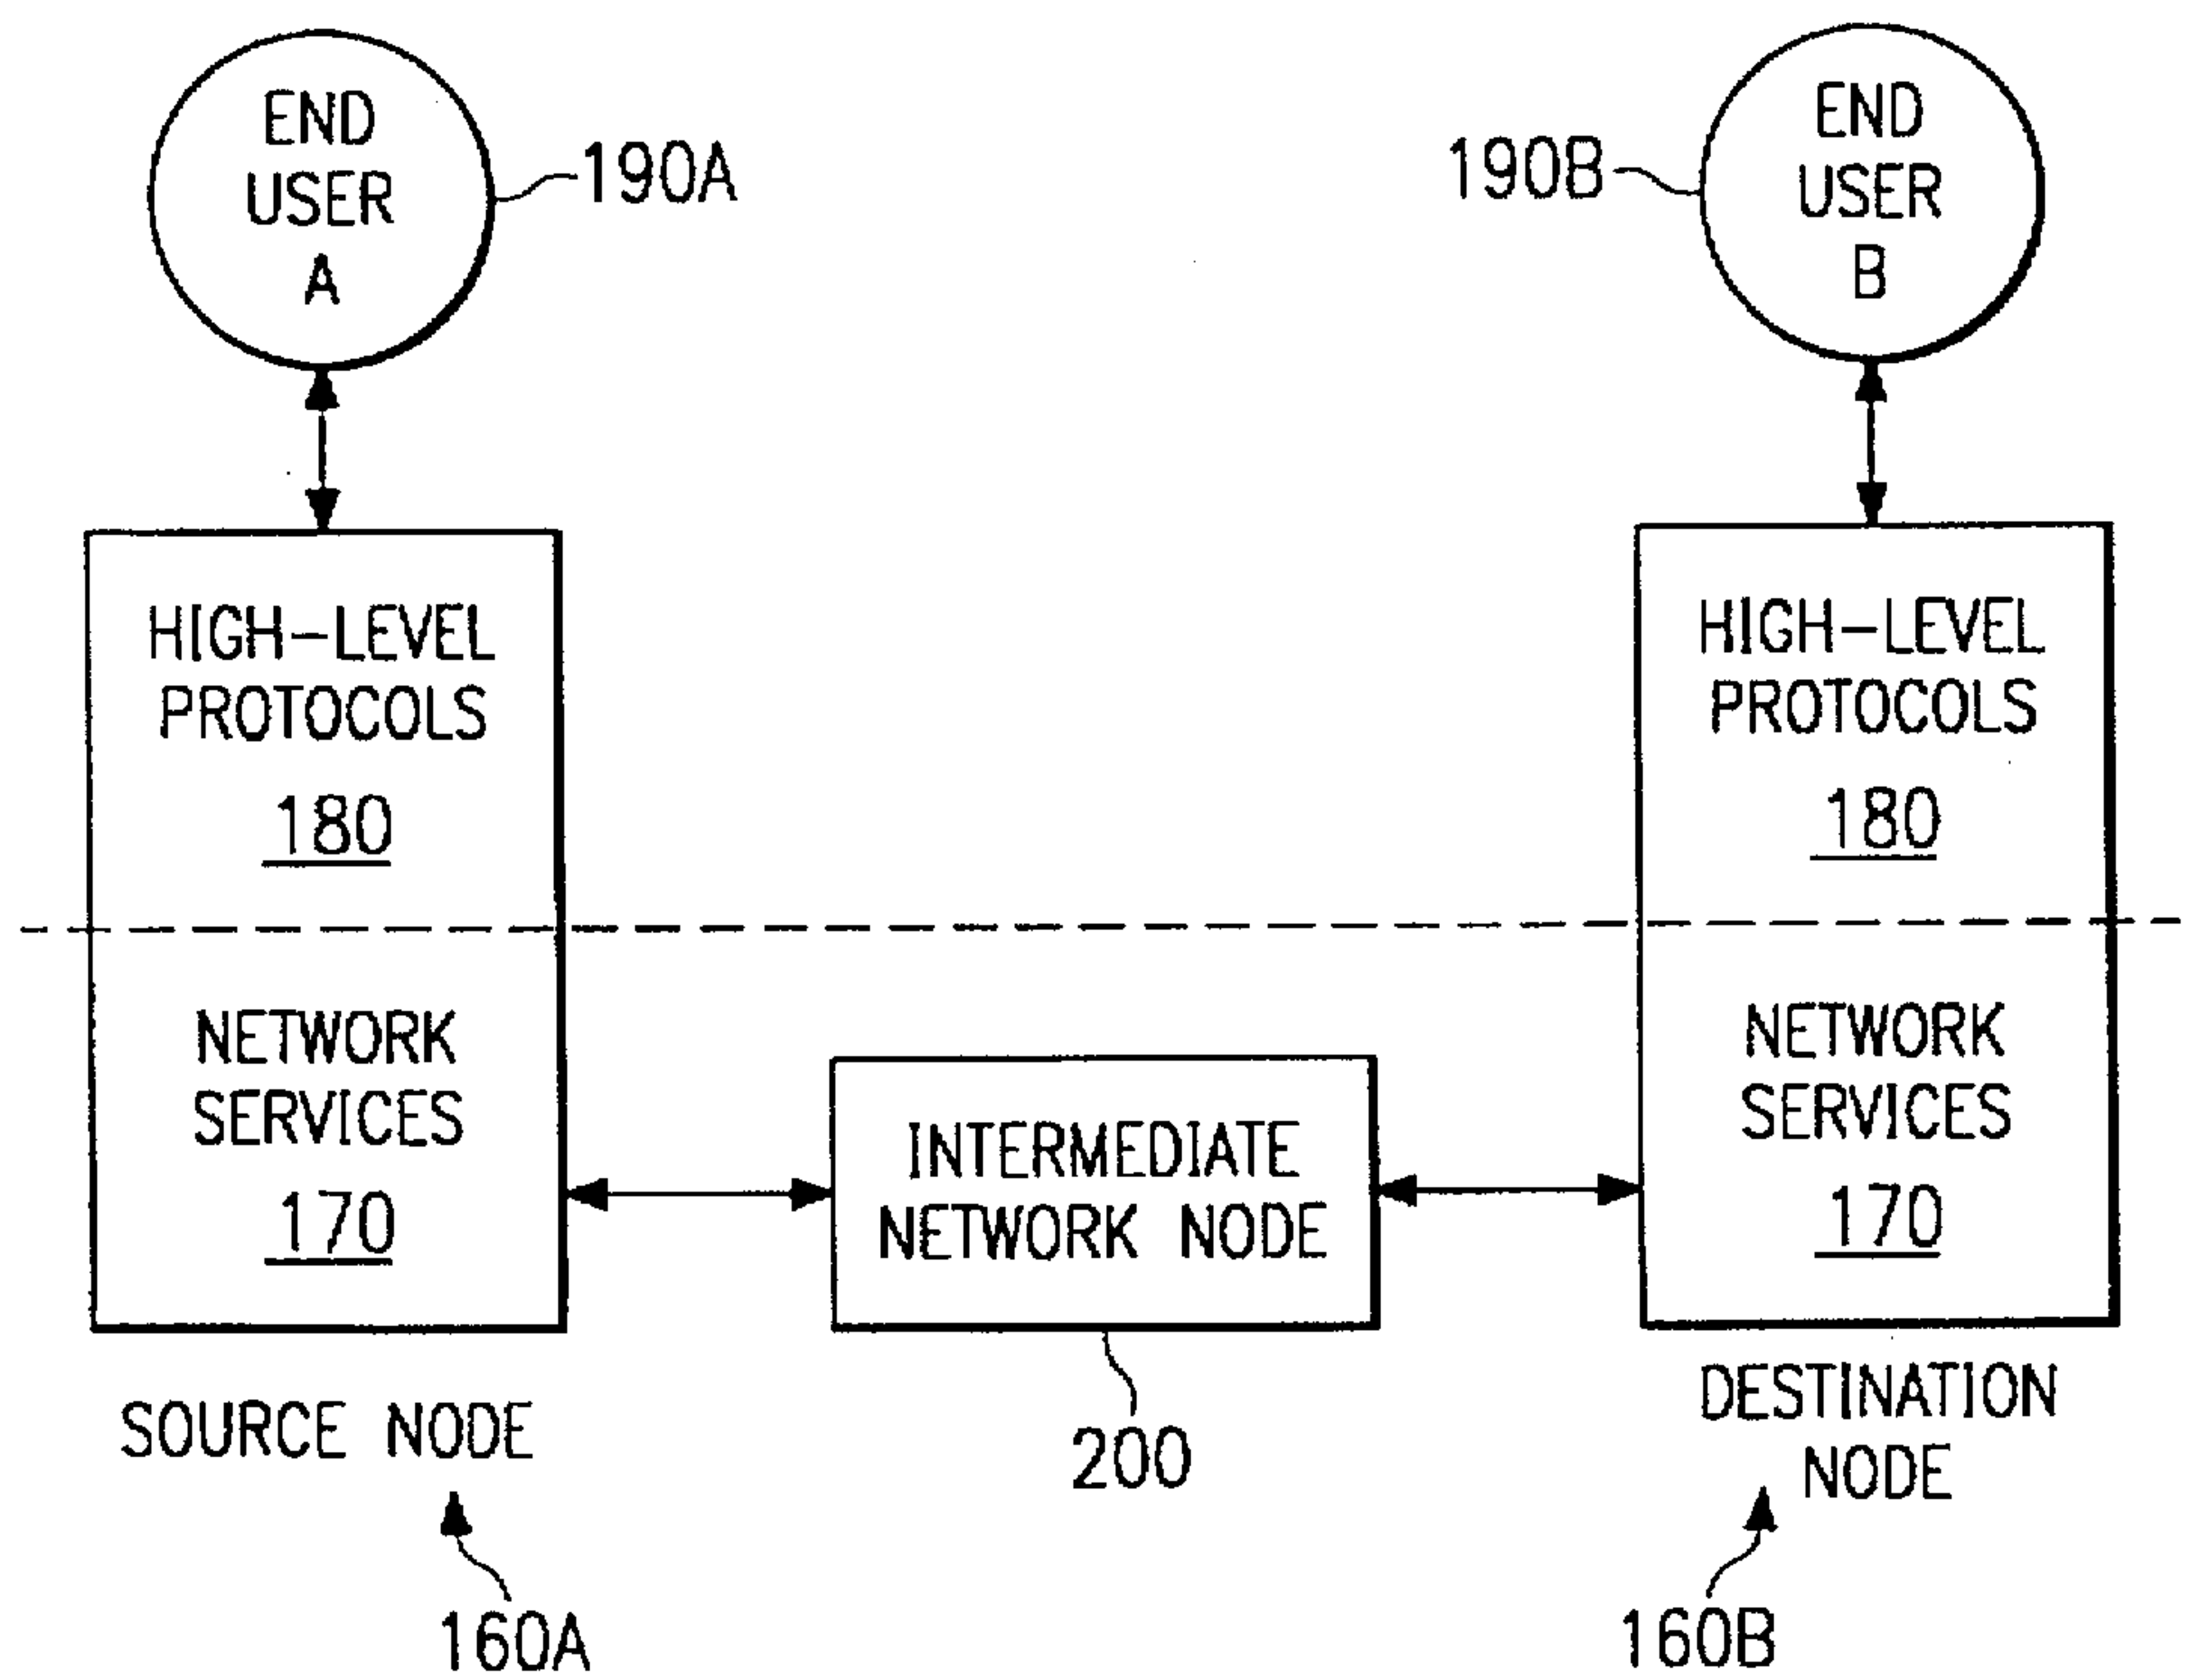 END
USER
A
190A
190B
END
USER
B
HIGH-LEVEL
PROTOCOLS
180
HIGH-LEVEL
PROTOCOLS
180
NETWORK
SERVICES
170
INTERMEDIATE
NETWORK NODE
200
NETWORK
SERVICES
170
SOURCE NODE
160A
DESTINATION
NODE
160B